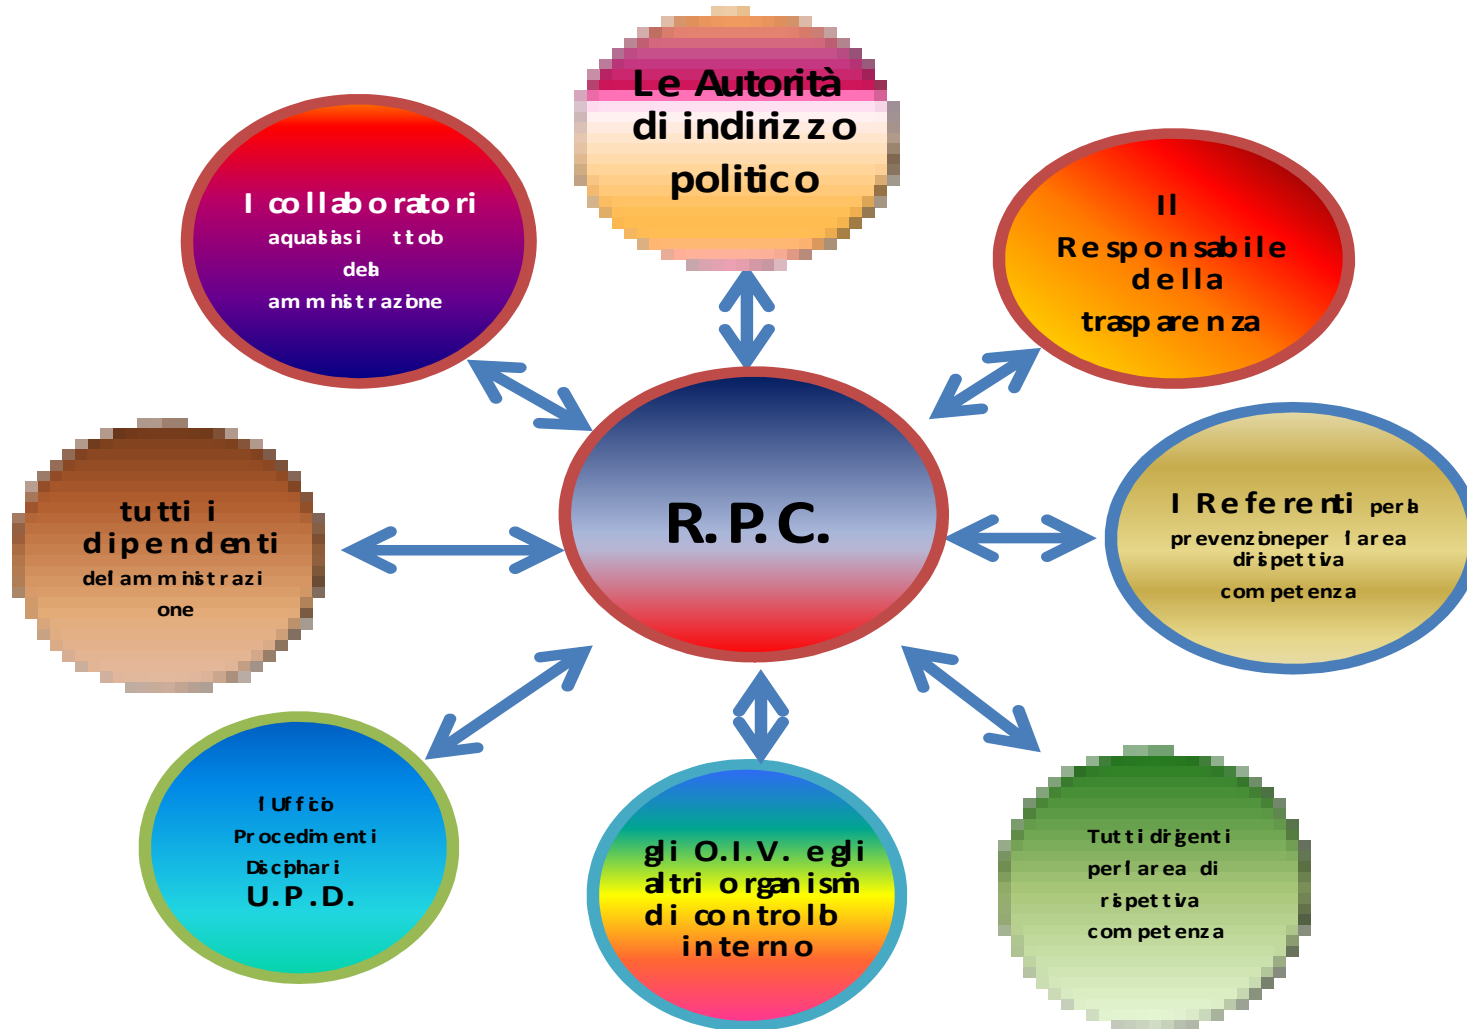 Le Autorità
di indirizzo
politico
Il
Responsabile
della
trasparenza
I Referenti per la
prevenzione per l'area
di rispettiva
competenza
Tutti dirigenti
per l'area di
rispettiva
competenza
gli O.I.V. e gli
altri organismi
di controllo
interno
l'Ufficio
Procedimenti
Disciplinari:
U.P.D.
tutti i
dipendenti
dell'amministrazi
one
I collaboratori
a qualsiasi titolo
della
amministrazione
R.P.C.